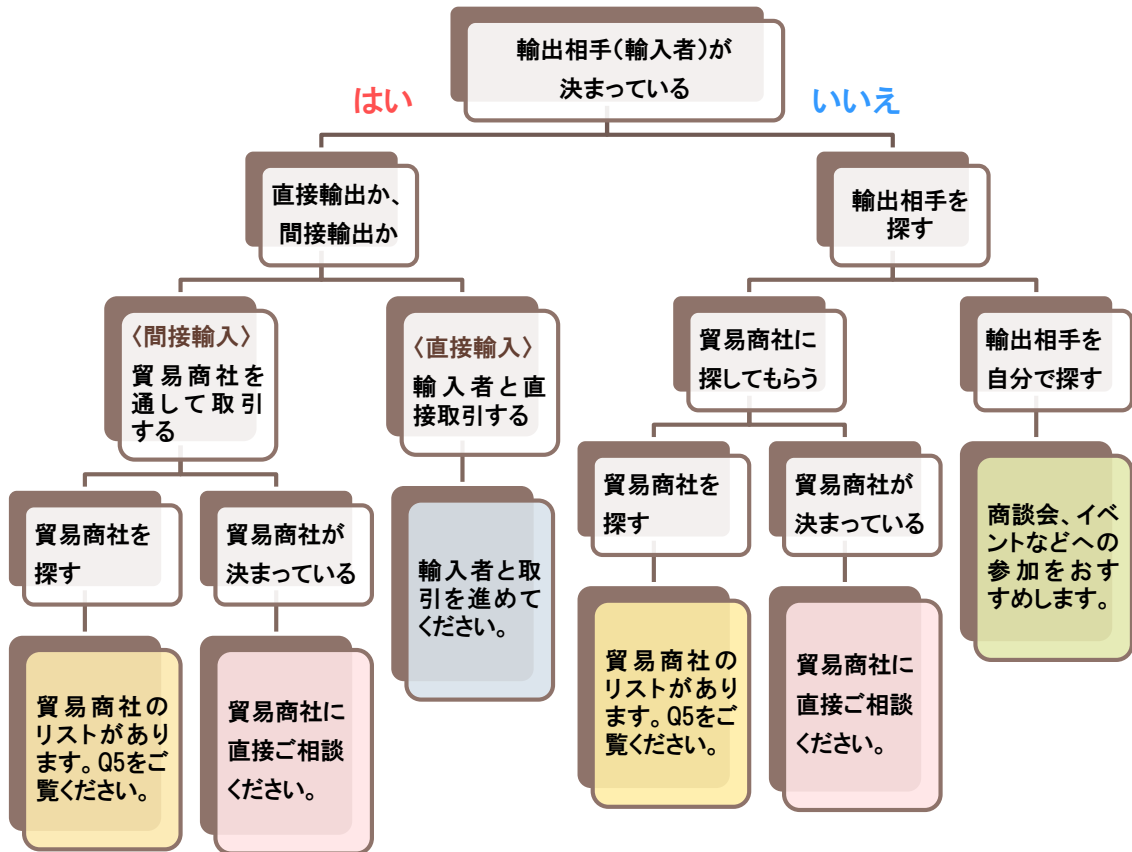 輸出相手（輸入者）が
決まっている
はい
いいえ
直接輸出か、
間接輸出か
輸出相手を
探す
〈間接輸入〉
貿易商社を
通して取引
する
〈直接輸入〉
輸入者と直
接取引する
貿易商社に
探してもらう
輸出相手を
自分で探す
貿易商社を
探す
貿易商社が
決まっている
輸入者と取
引を進めて
ください。
貿易商社を
探す
貿易商社が
決まっている
商談会、イベ
ントなどへの
参加をおす
すめします。
貿易商社の
リストがあり
ます。Q5をご
覧ください。
貿易商社に
直接ご相談
ください。
貿易商社の
リストがあり
ます。Q5をご
覧ください。
貿易商社に
直接ご相談
ください。